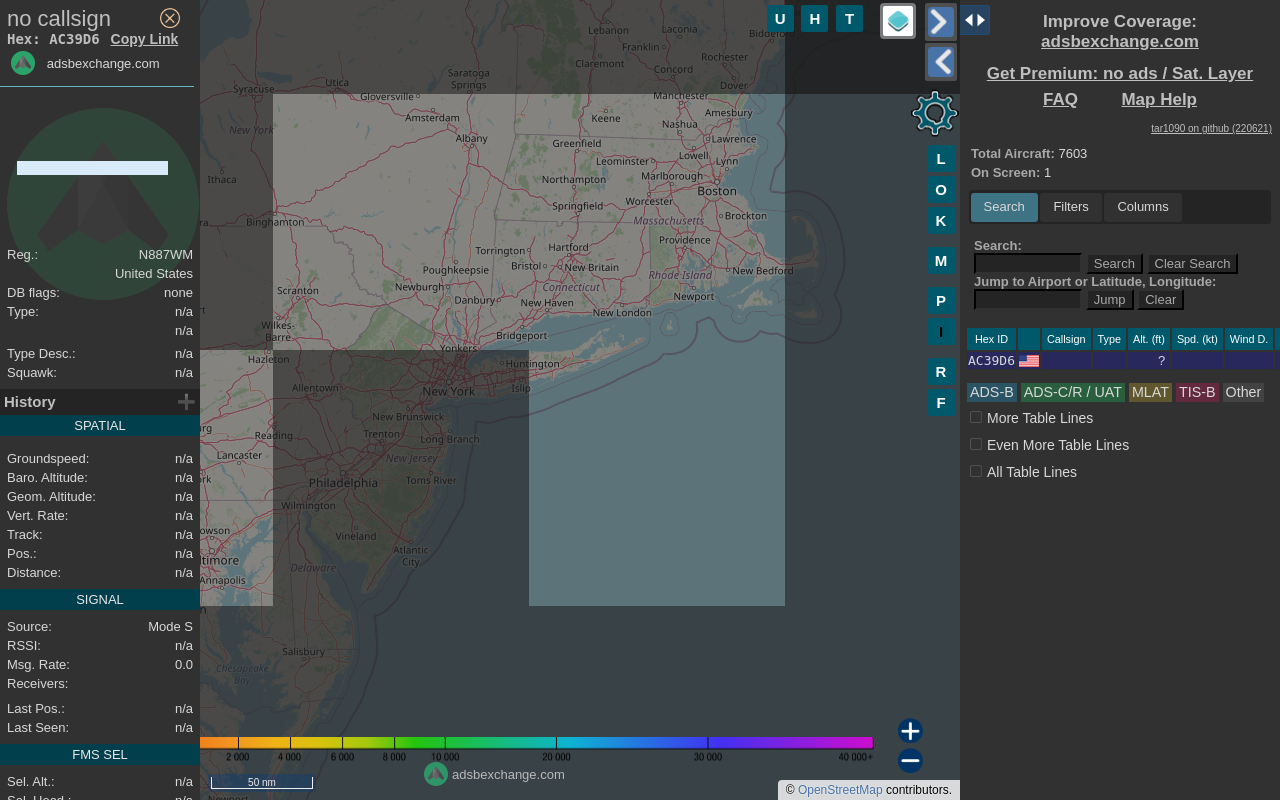 no callsign
Hex: AC39D6 Copy Link
adsbexchange.com
Reg.: N887WM
United States
DB flags: none
Type: n/a
n/a
Type Desc.: n/a
Squawk: n/a
History
SPATIAL
Groundspeed: n/a
Baro. Altitude: n/a
Geom. Altitude: n/a
Vert. Rate: n/a
Track: n/a
Pos.: n/a
Distance: n/a
SIGNAL
Source: Mode S
RSSI: n/a
Msg. Rate: 0.0
Receivers:
Last Pos.: n/a
Last Seen: n/a
FMS SEL
Sel. Alt.: n/a
Sel. Head.: n/a
U H T
Lebanon
Laconia
Franklin
Rochester
Claremont
Concord
Dover
Utica
Saratoga
Springs
Syracuse
Gloversville
Manchester
Amesbury
Amsterdam
Keene
Nashua
New York
Albany
Greenfield
Lawrence
Leominster
Lowell
Lynn
Ithaca
Northampton
Marlborough
Boston
Springfield
Worcester
Binghamton
Massachusetts
Brockton
Torrington
Hartford
Providence
Poughkeepsie
Bristol
New Britain
New Bedford
Rhode Island
Scranton
Newburgh
Connecticut
Danbury
New Haven
Newport
New London
Wilkes-
Barre
Bridgeport
Hazleton
Yonkers
Huntington
Allentown
New York
Islip
New Brunswick
Reading
Trenton
Long Branch
Lancaster
New Jersey
Philadelphia
Toms River
Wilmington
Vineland
Atlantic
City
Delaware
Annapolis
Salisbury
Chesapeake
Bay
L
O
K
M
P
I
R
F
2 000 4 000 6 000 8 000 10 000 20 000 30 000 40 000+
50 nm
adsbexchange.com
© OpenStreetMap contributors.
Improve Coverage:
adsbexchange.com
Get Premium: no ads / Sat. Layer
FAQ Map Help
tar1090 on github (220621)
Total Aircraft: 7603
On Screen: 1
Search Filters Columns
Search:
Search Clear Search
Jump to Airport or Latitude, Longitude:
Jump Clear
Hex ID Callsign Type Alt. (ft) Spd. (kt) Wind D.
AC39D6 ?
ADS-B ADS-C/R / UAT MLAT TIS-B Other
More Table Lines
Even More Table Lines
All Table Lines